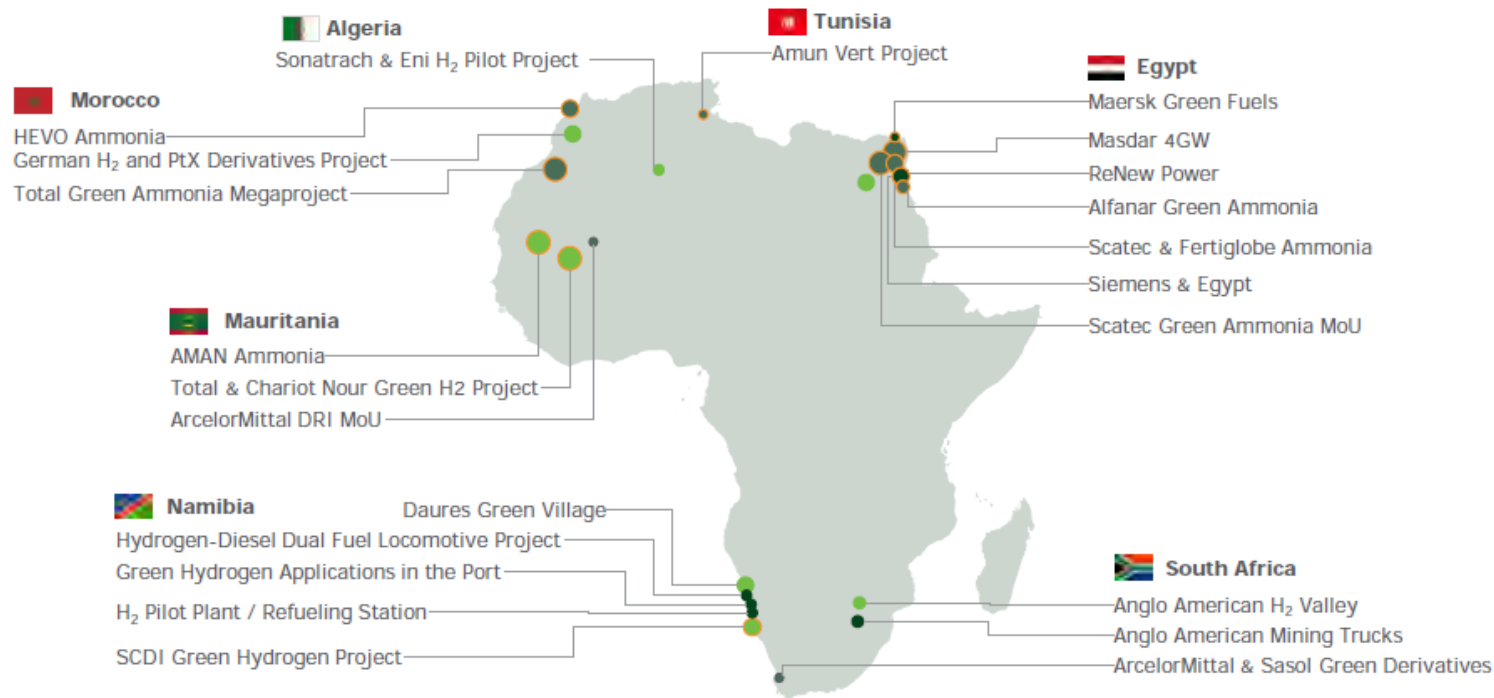 Algeria
Sonatrach & Eni H₂ Pilot Project
Tunisia
Amun Vert Project
Egypt
Maersk Green Fuels
Masdar 4GW
ReNew Power
Alfanar Green Ammonia
Scatec & Fertiglobe Ammonia
Siemens & Egypt
Scatec Green Ammonia MoU
Morocco
HEVO Ammonia
German H₂ and PtX Derivatives Project
Total Green Ammonia Megaproject
Mauritania
AMAN Ammonia
Total & Chariot Nour Green H2 Project
ArcelorMittal DRI MoU
Namibia
Daures Green Village
Hydrogen-Diesel Dual Fuel Locomotive Project
Green Hydrogen Applications in the Port
H₂ Pilot Plant / Refueling Station
SCDI Green Hydrogen Project
South Africa
Anglo American H₂ Valley
Anglo American Mining Trucks
ArcelorMittal & Sasol Green Derivatives